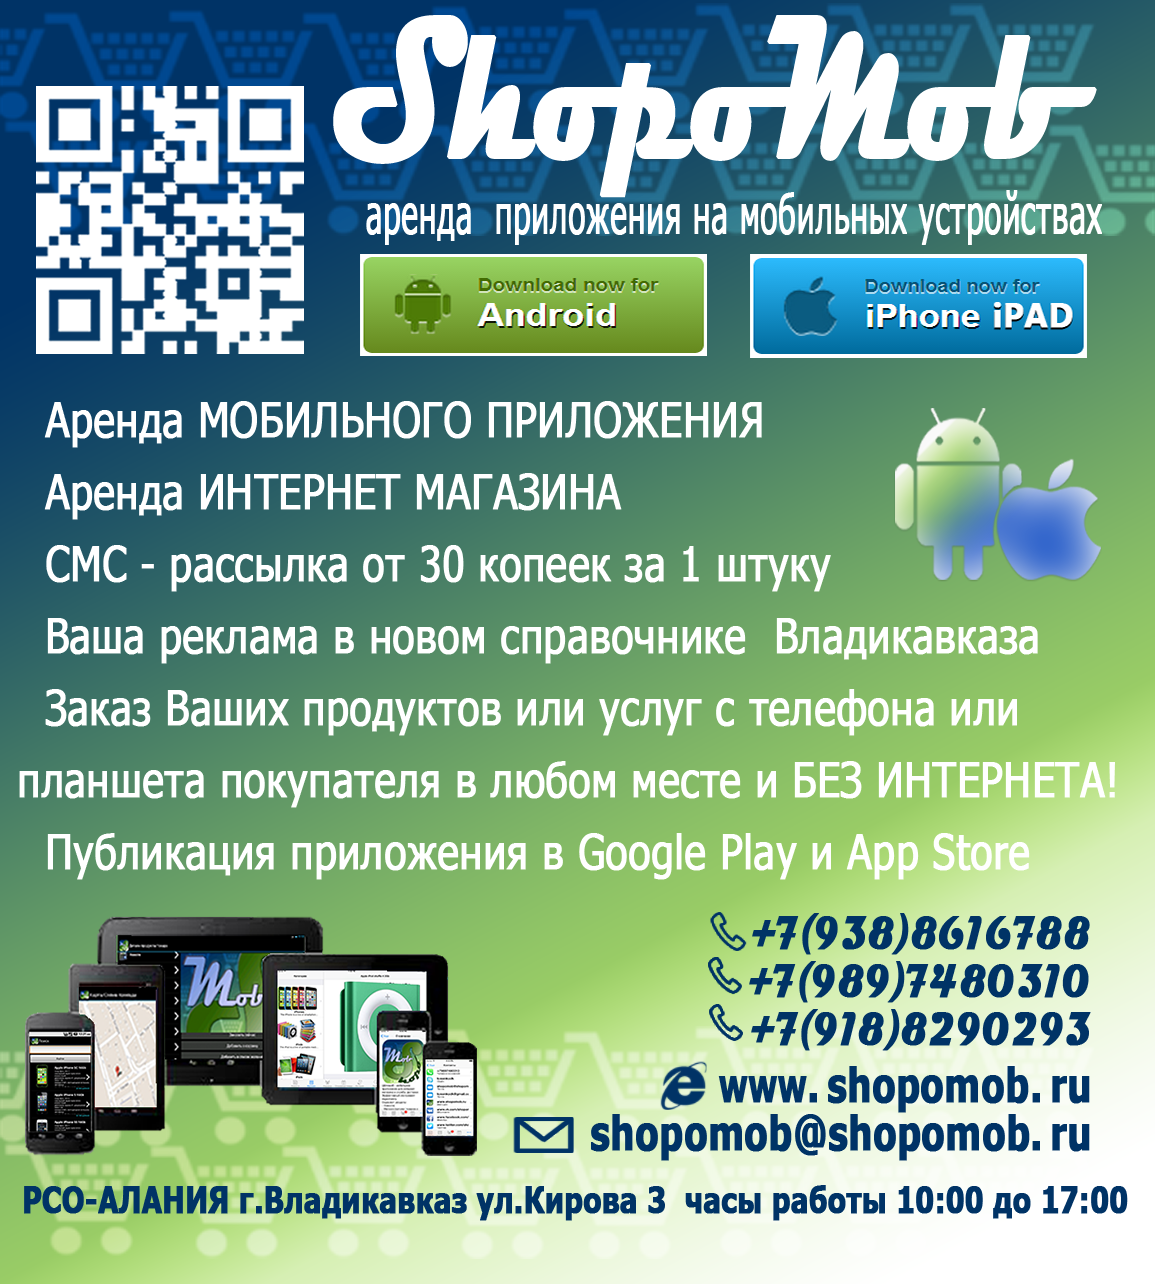 ShopoMob
аренда приложения на мобильных устройствах
Download now for
Android
Download now for
iPhone iPAD
Аренда МОБИЛЬНОГО ПРИЛОЖЕНИЯ
Аренда ИНТЕРНЕТ МАГАЗИНА
СМС - рассылка от 30 копеек за 1 штуку
Ваша реклама в новом справочнике Владикавказа
Заказ Ваших продуктов или услуг с телефона или
планшета покупателя в любом месте и БЕЗ ИНТЕРНЕТА!
Публикация приложения в Google Play и App Store
+7(938)8616788
+7(989)7480310
+7(918)8290293
www.shopomob.ru
shopomob@shopomob.ru
РСО-АЛАНИЯ г.Владикавказ ул.Кирова 3 часы работы 10:00 до 17:00